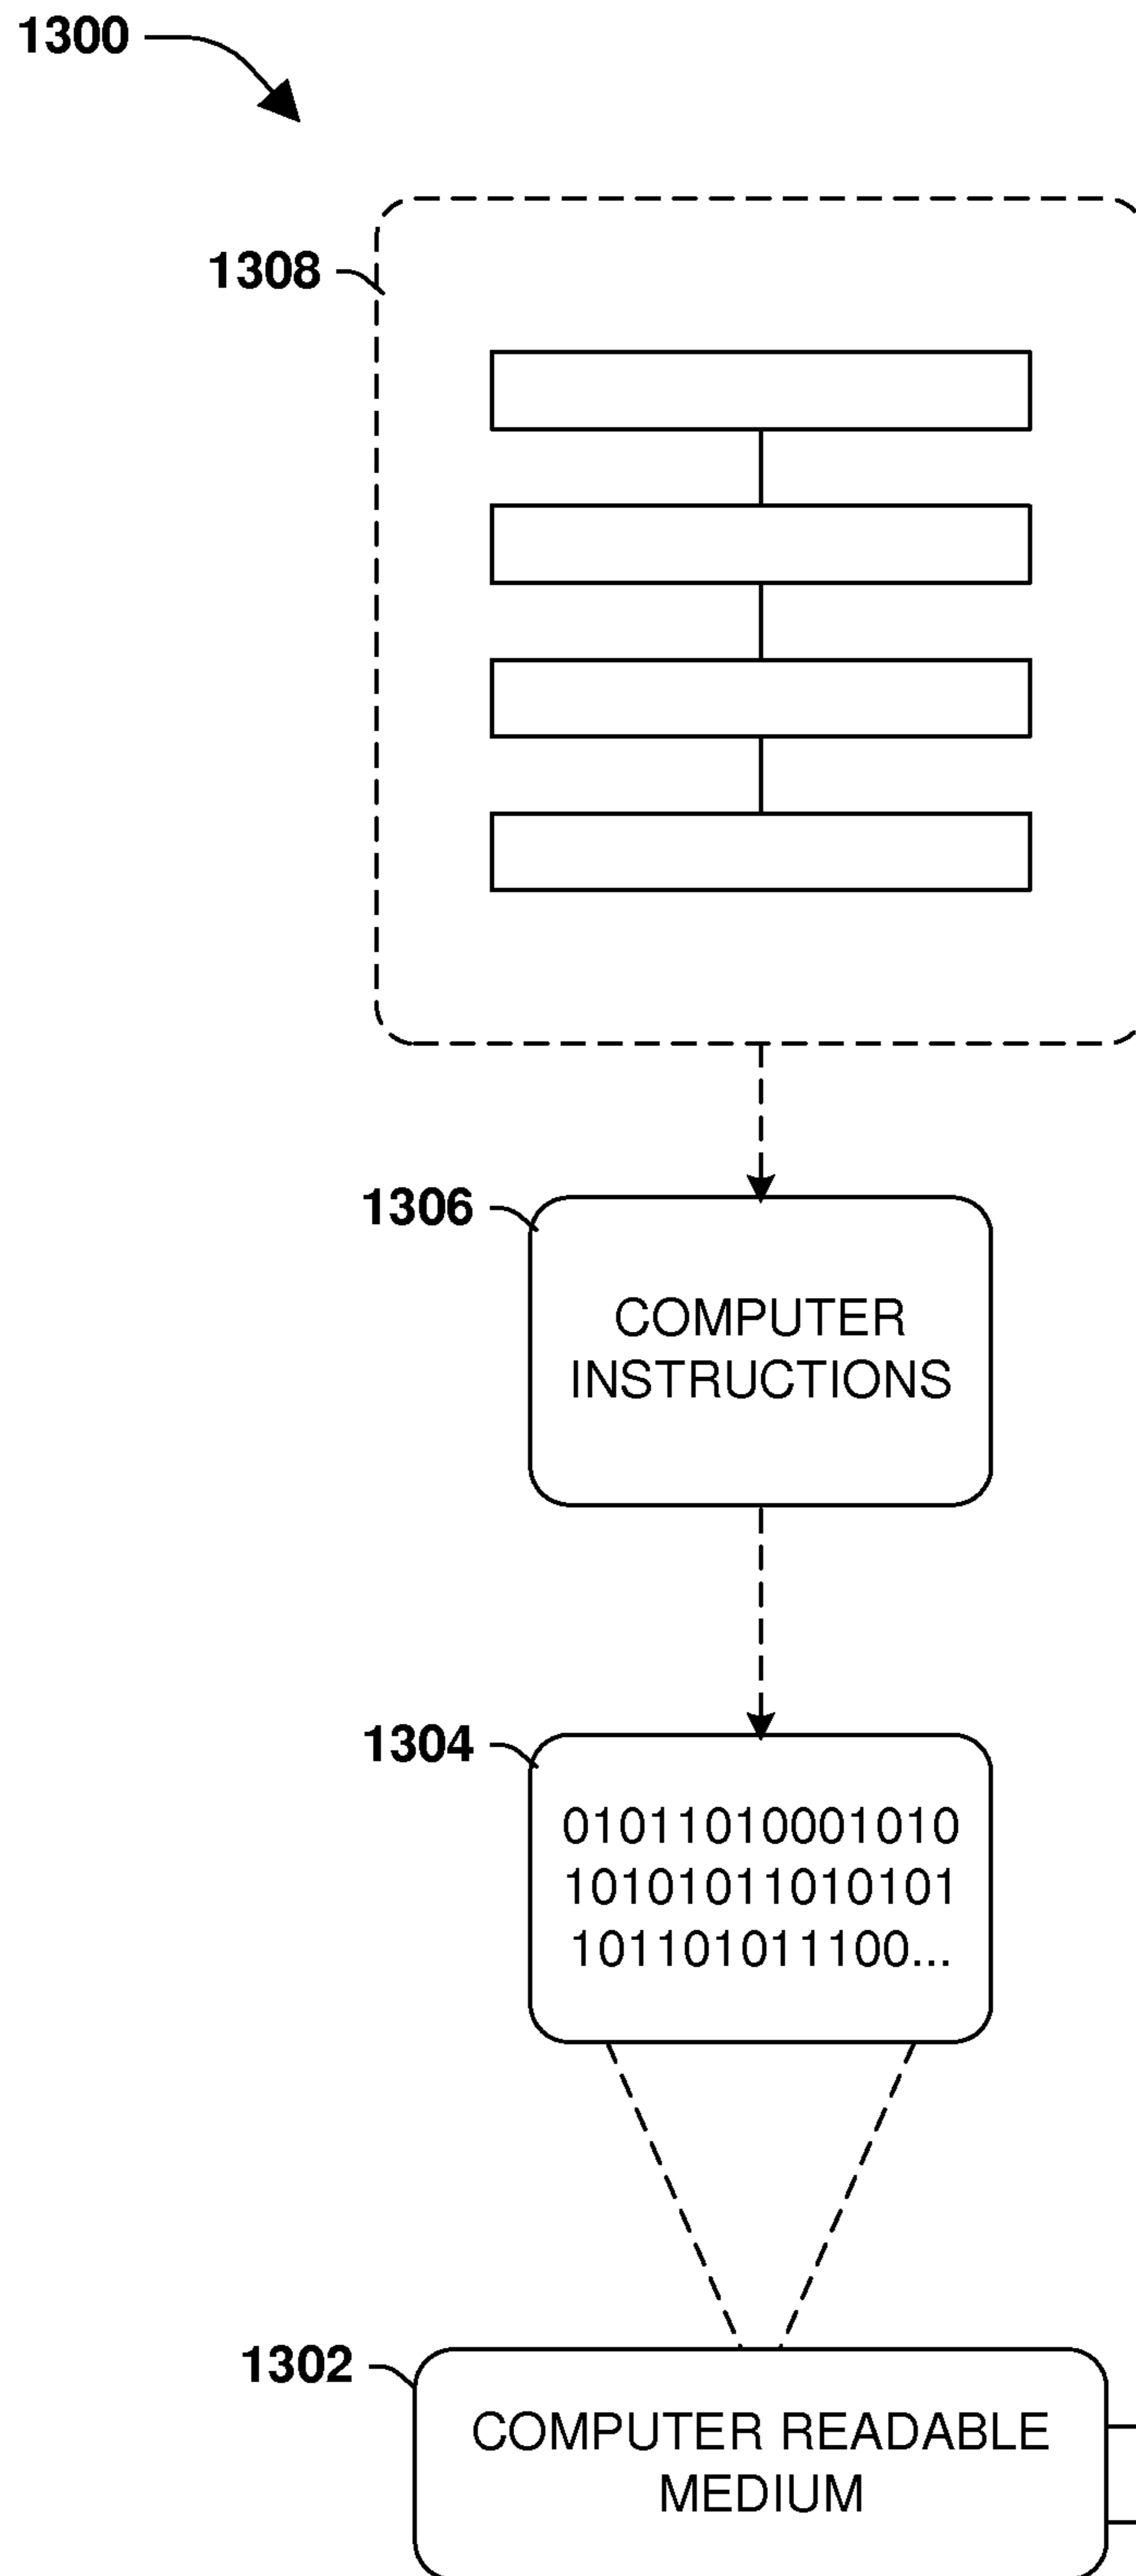 1300
1308
1306
COMPUTER
INSTRUCTIONS
1304
01011010001010
10101011010101
101101011100...
1302
COMPUTER READABLE
MEDIUM